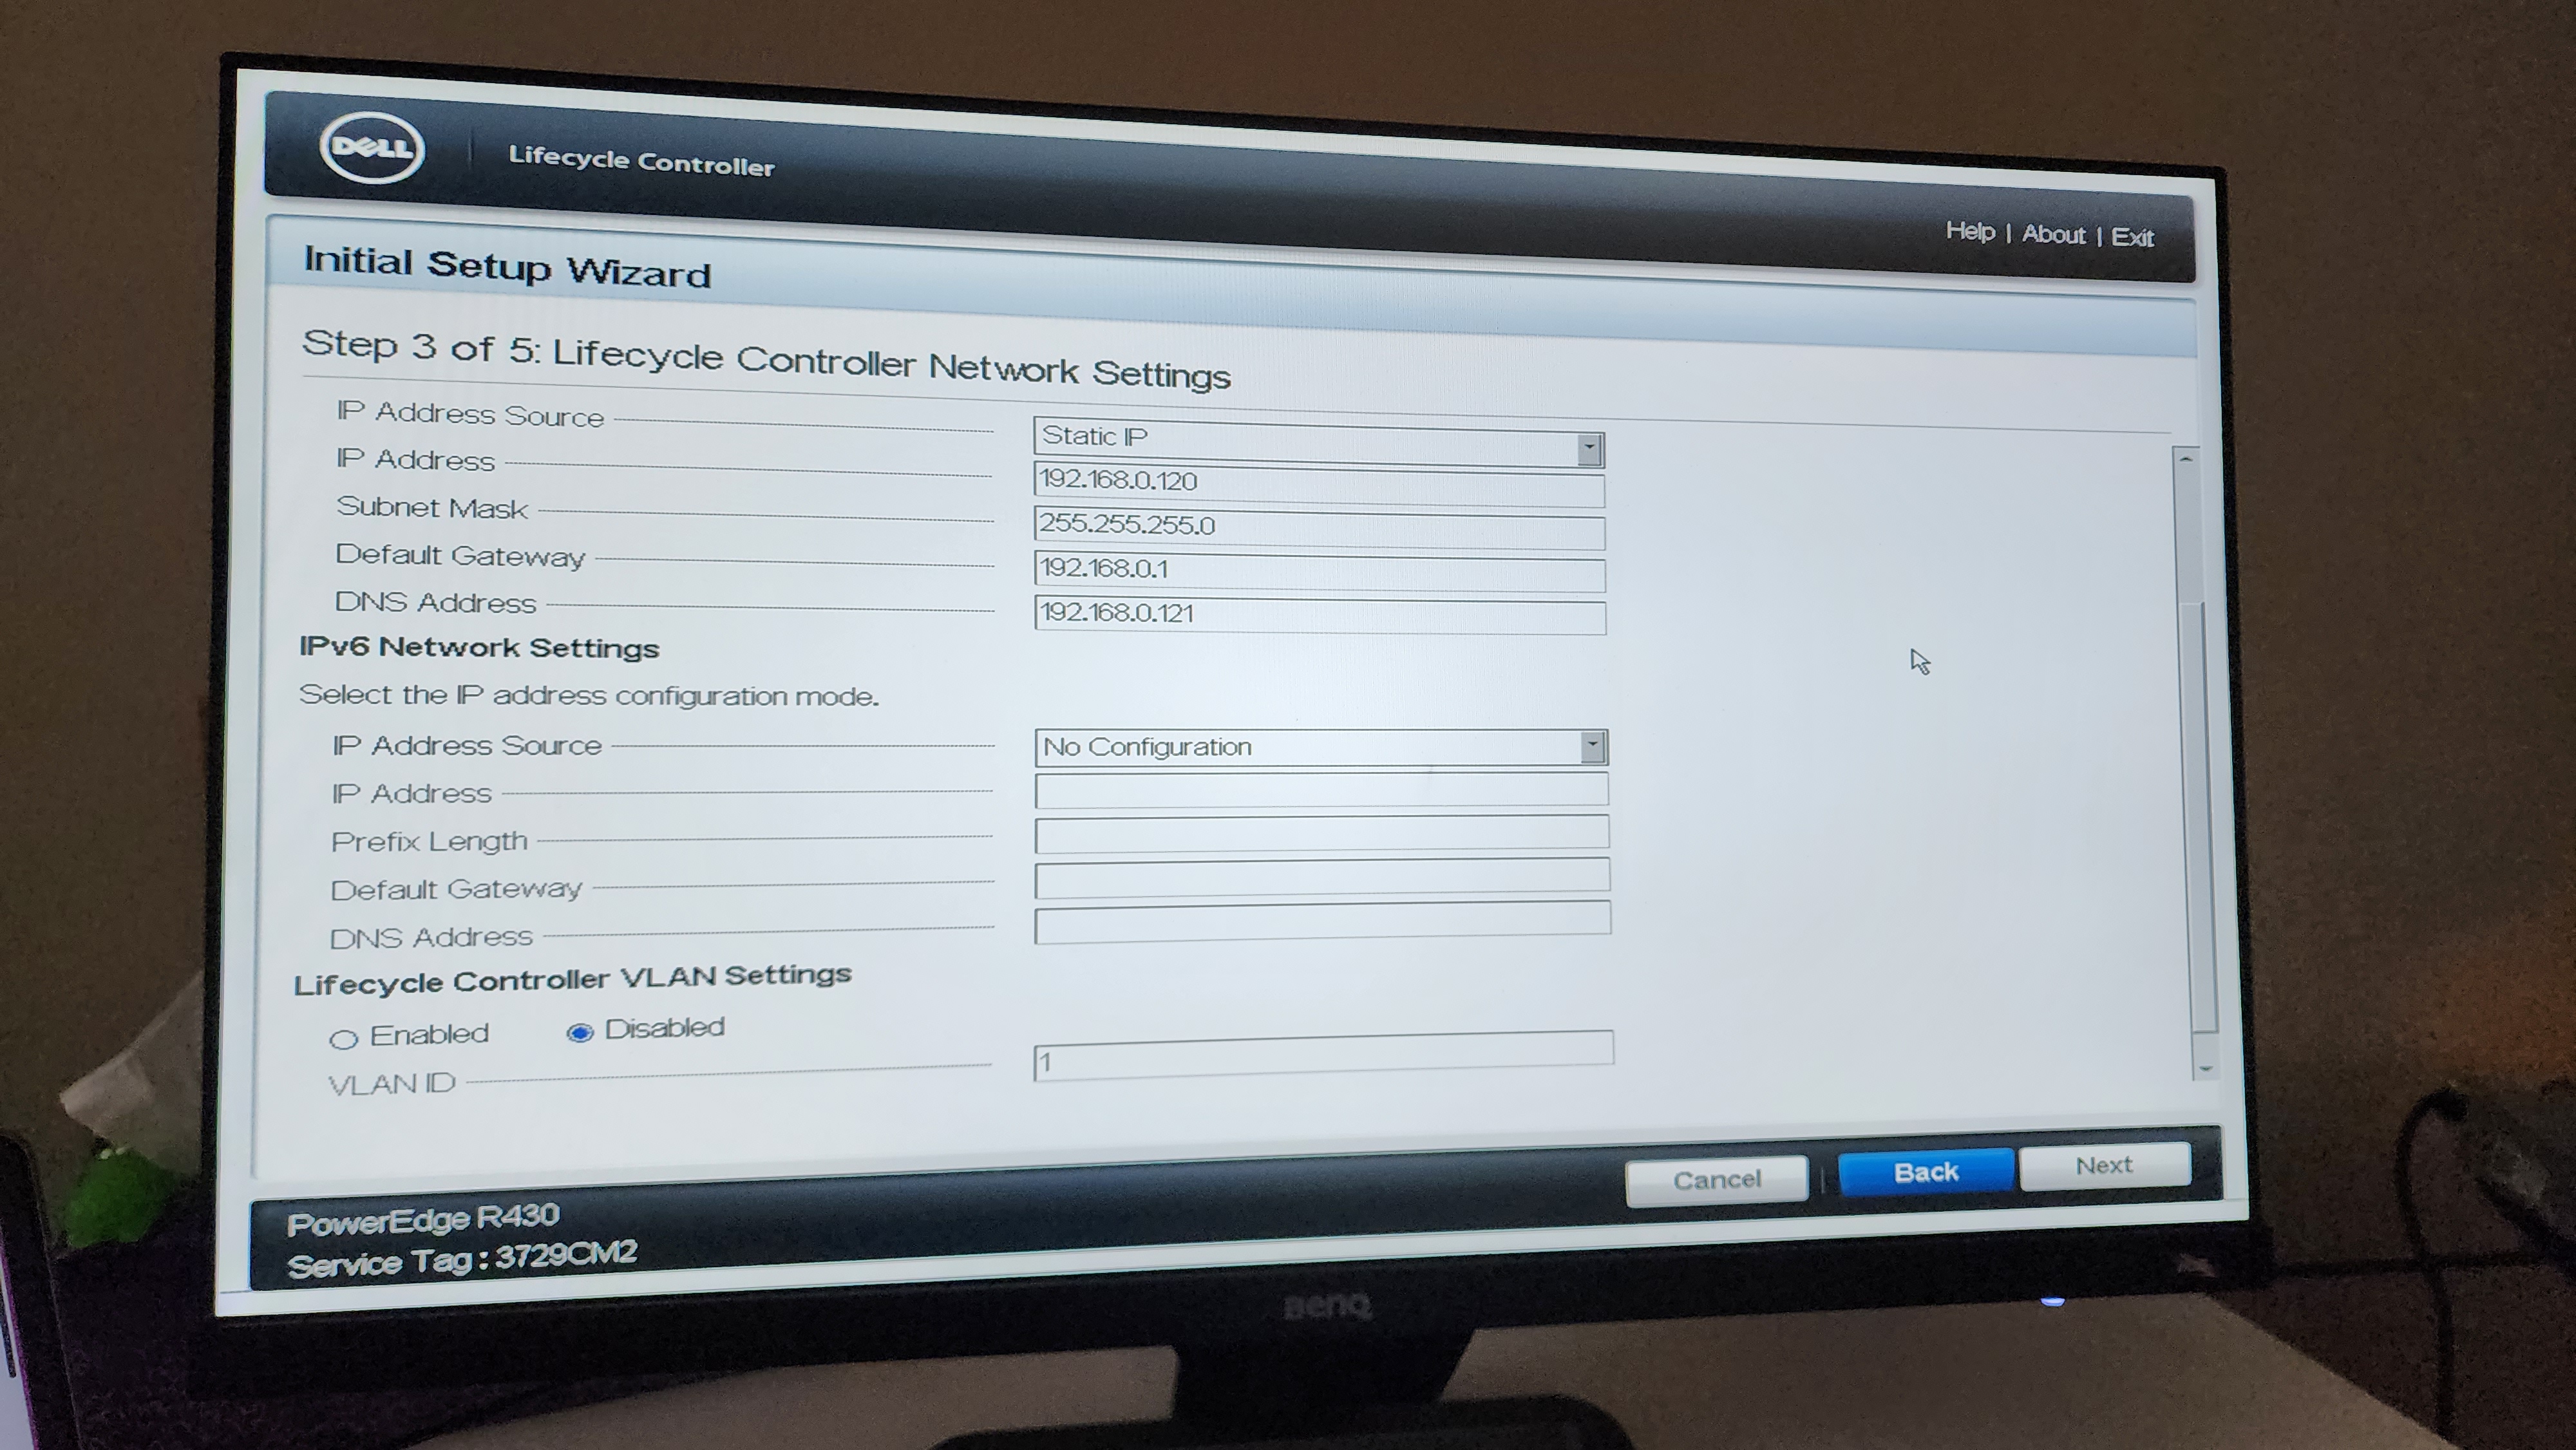 DELL
Lifecycle Controller
Help | About | Exit
Initial Setup Wizard
Step 3 of 5: Lifecycle Controller Network Settings
IP Address Source Static IP
IP Address 192.168.0.120
Subnet Mask 255.255.255.0
Default Gateway 192.168.0.1
DNS Address 192.168.0.121
IPv6 Network Settings
Select the IP address configuration mode.
IP Address Source No Configuration
IP Address
Prefix Length
Default Gateway
DNS Address
Lifecycle Controller VLAN Settings
Enabled Disabled
VLAN ID 1
Cancel | Back Next
PowerEdge R430
Service Tag : 3729CM2
BenQ